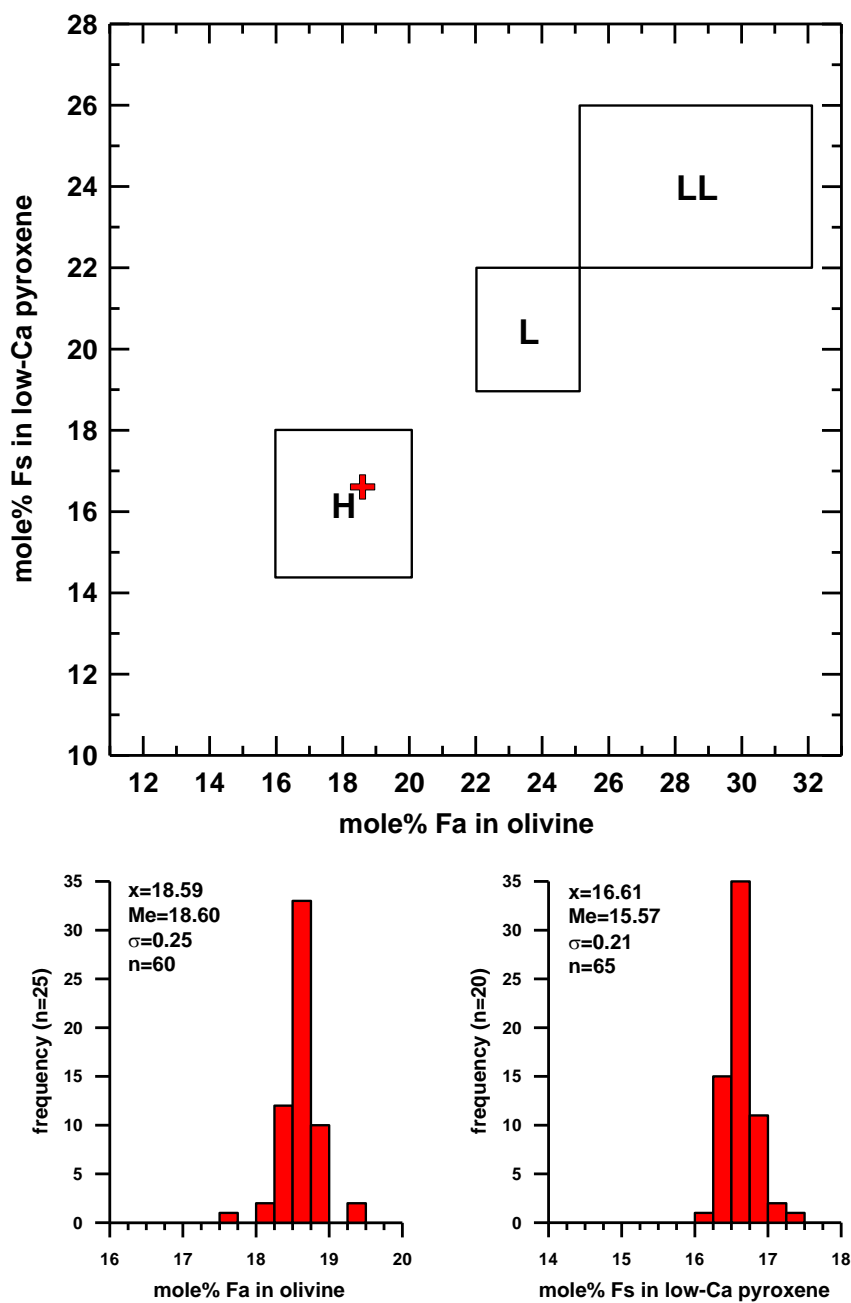 28
26
24
22
20
18
16
14
12
10
mole% Fs in low-Ca pyroxene
LL
L
H
12 14 16 18 20 22 24 26 28 30 32
mole% Fa in olivine
35
30
25
20
15
10
5
0
frequency (n=25)
x=18.59
Me=18.60
σ=0.25
n=60
16 17 18 19 20
mole% Fa in olivine
35
30
25
20
15
10
5
0
frequency (n=20)
x=16.61
Me=15.57
σ=0.21
n=65
14 15 16 17 18
mole% Fs in low-Ca pyroxene